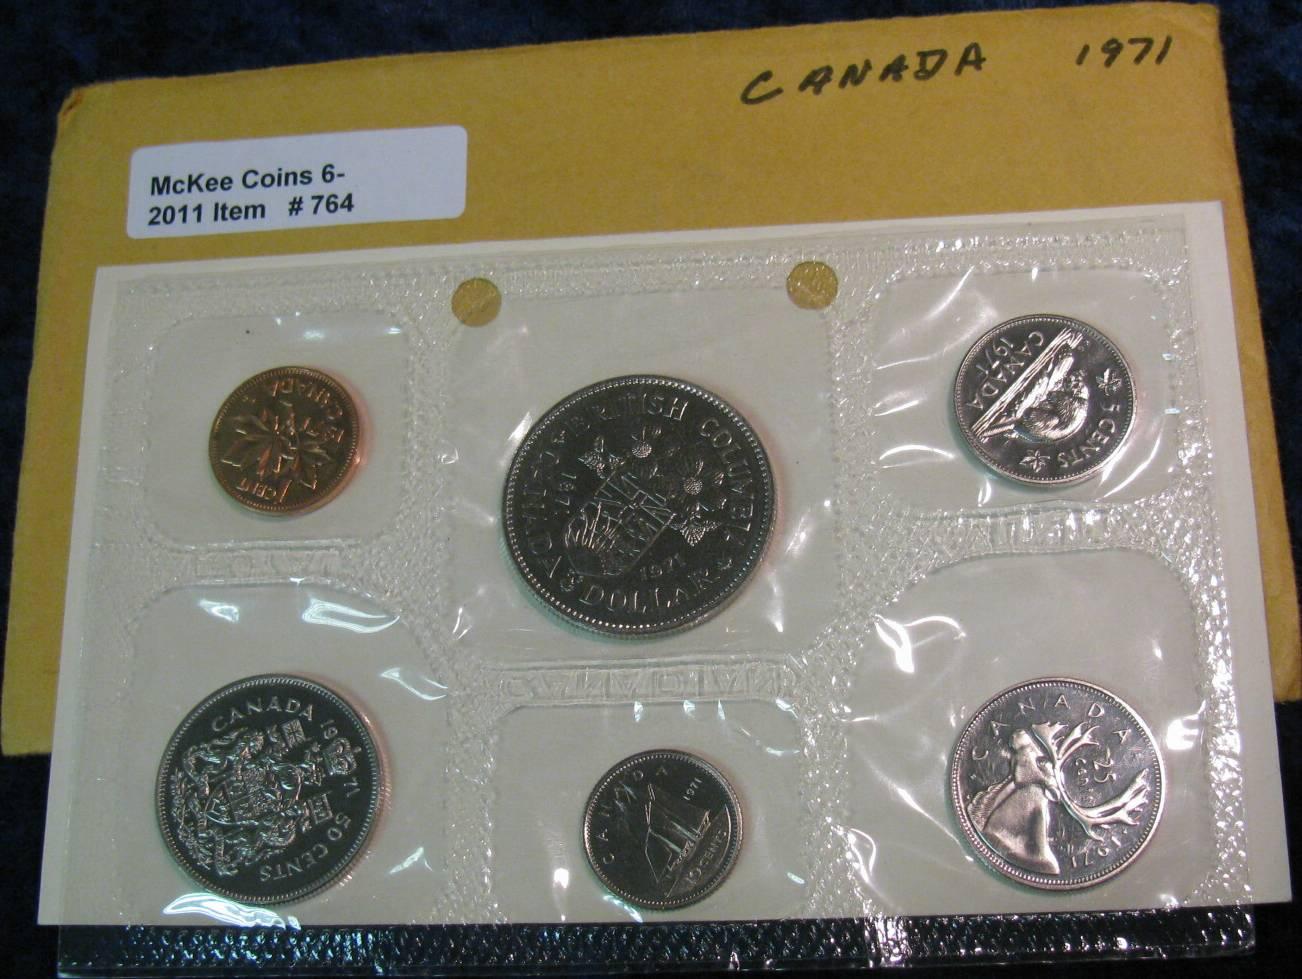 CANADA 1971
McKee Coins 6-
2011 Item # 764
CANADA
1 CENT
BRITISH COLUMBIA
1871
1971
DOLLAR
CANADA
1971
5 CENTS
CANADA 1971
50 CENTS
CANADA
1971
10 CENTS
CANADA
25
CENTS
1971